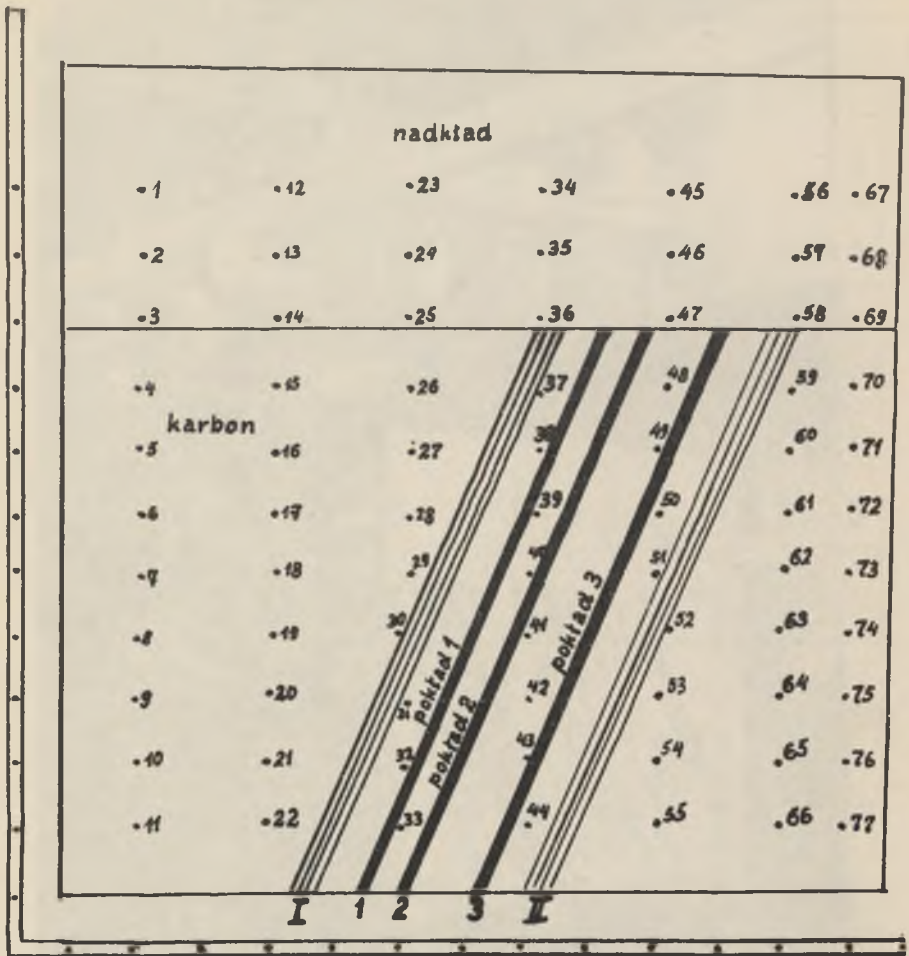 nadkład
1 12 23 34 45 56 67
2 13 24 35 46 57 68
3 14 25 36 47 58 69
4 15 26 37 48 59 70
karbon
5 16 27 38 49 60 71
6 17 28 39 50 61 72
7 18 29 40 51 62 73
8 19 30 41 52 63 74
pokład 1
pokład 2
pokład 3
9 20 31 42 53 64 75
10 21 32 43 54 65 76
11 22 33 44 55 66 77
I 1 2 3 II